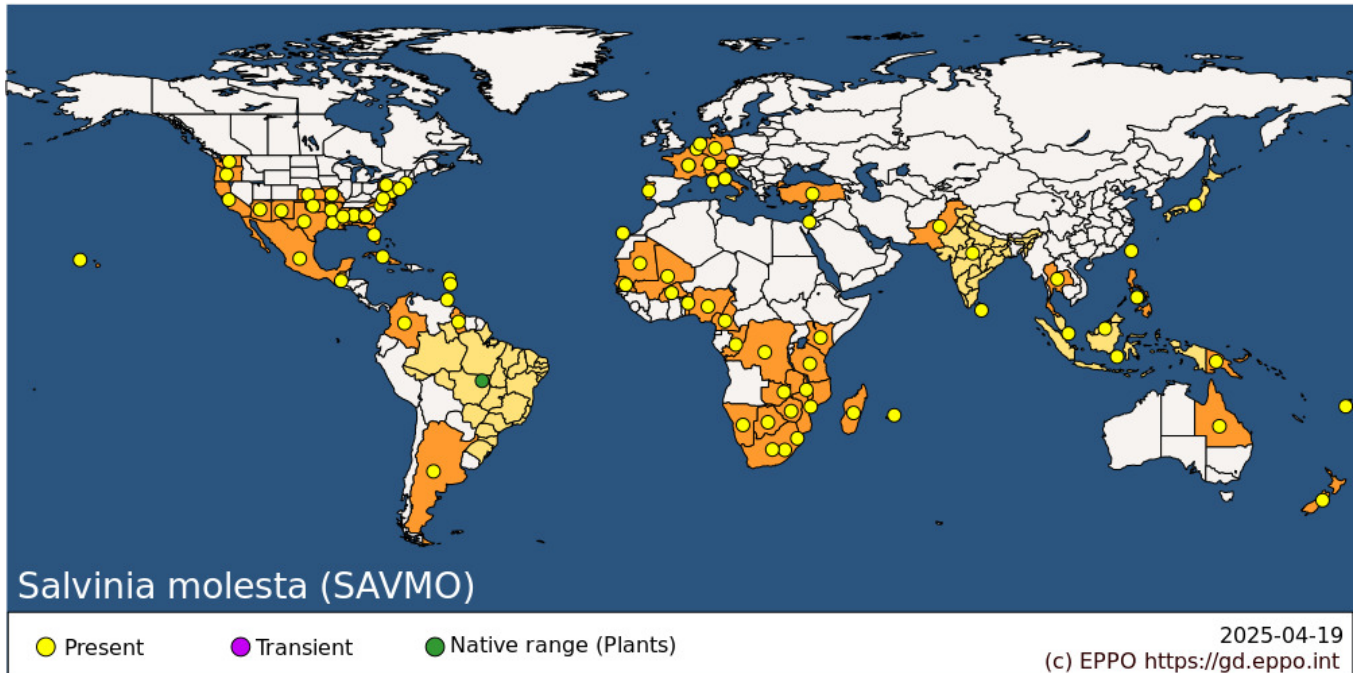 Salvinia molesta (SAVMO)
Present
Transient
Native range (Plants)
2025-04-19
(c) EPPO https://gd.eppo.int